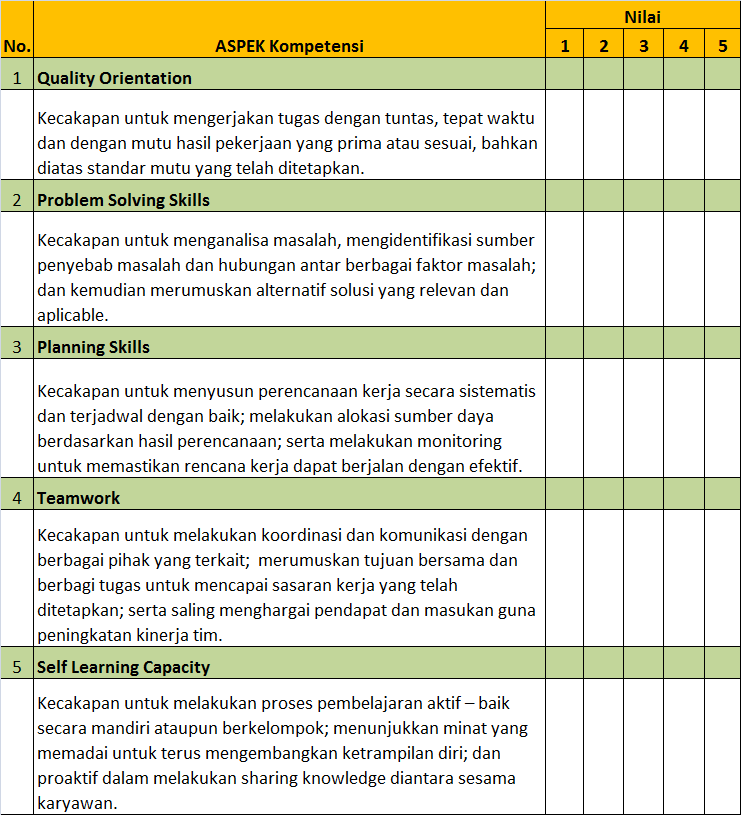 Nilai
No. ASPEK Kompetensi 1 2 3 4 5
1 Quality Orientation
Kecakapan untuk mengerjakan tugas dengan tuntas, tepat waktu
dan dengan mutu hasil pekerjaan yang prima atau sesuai, bahkan
diatas standar mutu yang telah ditetapkan.
2 Problem Solving Skills
Kecakapan untuk menganalisa masalah, mengidentifikasi sumber
penyebab masalah dan hubungan antar berbagai faktor masalah;
dan kemudian merumuskan alternatif solusi yang relevan dan
aplicable.
3 Planning Skills
Kecakapan untuk menyusun perencanaan kerja secara sistematis
dan terjadwal dengan baik; melakukan alokasi sumber daya
berdasarkan hasil perencanaan; serta melakukan monitoring
untuk memastikan rencana kerja dapat berjalan dengan efektif.
4 Teamwork
Kecakapan untuk melakukan koordinasi dan komunikasi dengan
berbagai pihak yang terkait;  merumuskan tujuan bersama dan
berbagi tugas untuk mencapai sasaran kerja yang telah
ditetapkan; serta saling menghargai pendapat dan masukan guna
peningkatan kinerja tim.
5 Self Learning Capacity
Kecakapan untuk melakukan proses pembelajaran aktif – baik
secara mandiri ataupun berkelompok; menunjukkan minat yang
memadai untuk terus mengembangkan ketrampilan diri; dan
proaktif dalam melakukan sharing knowledge diantara sesama
karyawan.